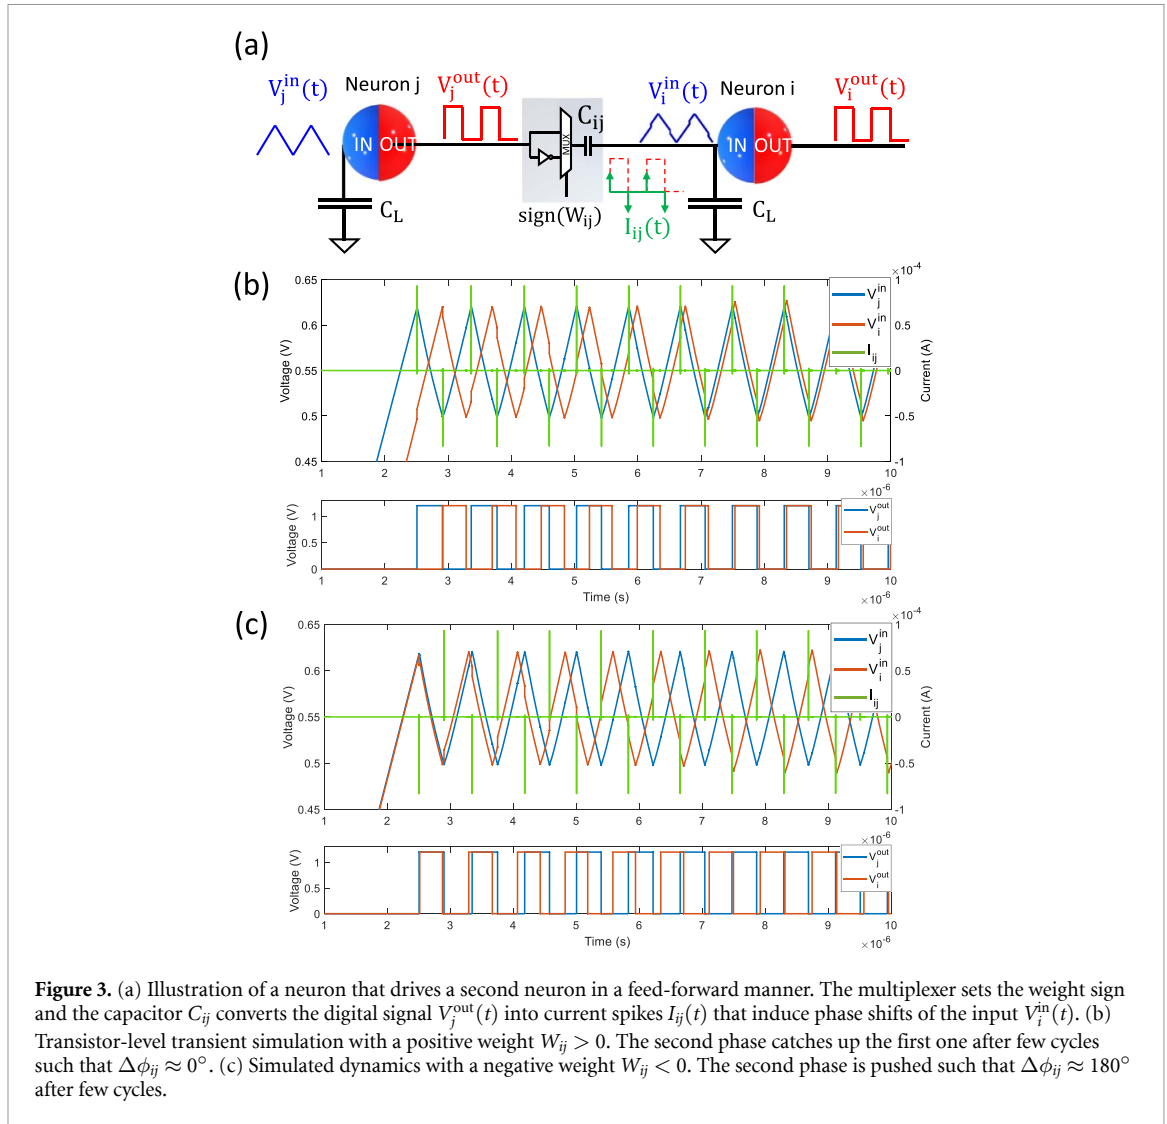 (a)
V_j^in(t)
Neuron j
V_j^out(t)
C_ij
V_i^in(t)
Neuron i
V_i^out(t)
IN OUT
MUX
IN OUT
C_L
sign(W_ij)
I_ij(t)
C_L
(b)
×10^-4
0.65
0.6
0.55
0.5
0.45
Voltage (V)
1
0.5
0
-0.5
-1
Current (A)
V_j^in
V_i^in
I_ij
1 2 3 4 5 6 7 8 9 10
×10^-6
1
0.5
0
Voltage (V)
V_j^out
V_i^out
1 2 3 4 5 6 7 8 9 10
Time (s)
×10^-6
(c)
×10^-4
0.65
0.6
0.55
0.5
0.45
Voltage (V)
1
0.5
0
-0.5
-1
Current (A)
V_j^in
V_i^in
I_ij
1 2 3 4 5 6 7 8 9 10
×10^-6
1
0.5
0
Voltage (V)
V_j^out
V_i^out
1 2 3 4 5 6 7 8 9 10
Time (s)
×10^-6
Figure 3. (a) Illustration of a neuron that drives a second neuron in a feed-forward manner. The multiplexer sets the weight sign
and the capacitor C_ij converts the digital signal V_j^out(t) into current spikes I_ij(t) that induce phase shifts of the input V_i^in(t). (b)
Transistor-level transient simulation with a positive weight W_ij > 0. The second phase catches up the first one after few cycles
such that Δϕ_ij ≈ 0°. (c) Simulated dynamics with a negative weight W_ij < 0. The second phase is pushed such that Δϕ_ij ≈ 180°
after few cycles.